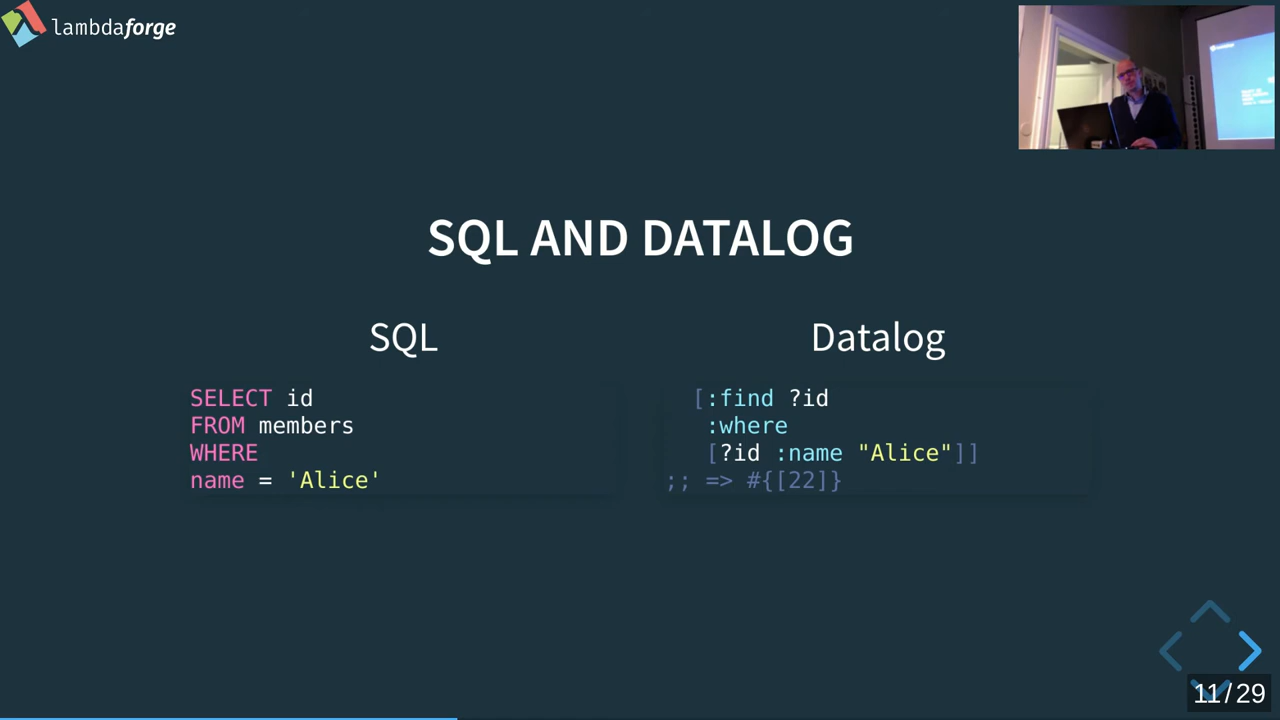 lambdaforge
SQL AND DATALOG
SQL
SELECT id
FROM members
WHERE
name = 'Alice'
Datalog
[:find ?id
:where
[?id :name "Alice"]]
;; => #{[22]}
11/29